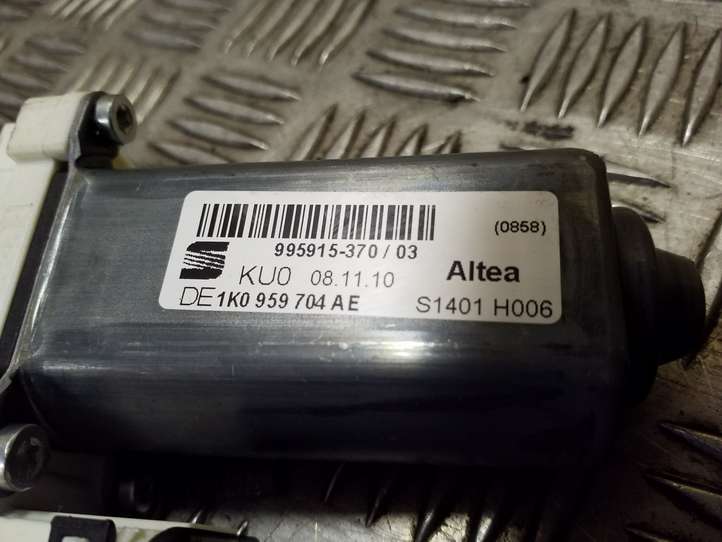 (0858)
995915-370 / 03
KU0 08.11.10 Altea
DE 1K0 959 704 AE S1401 H006